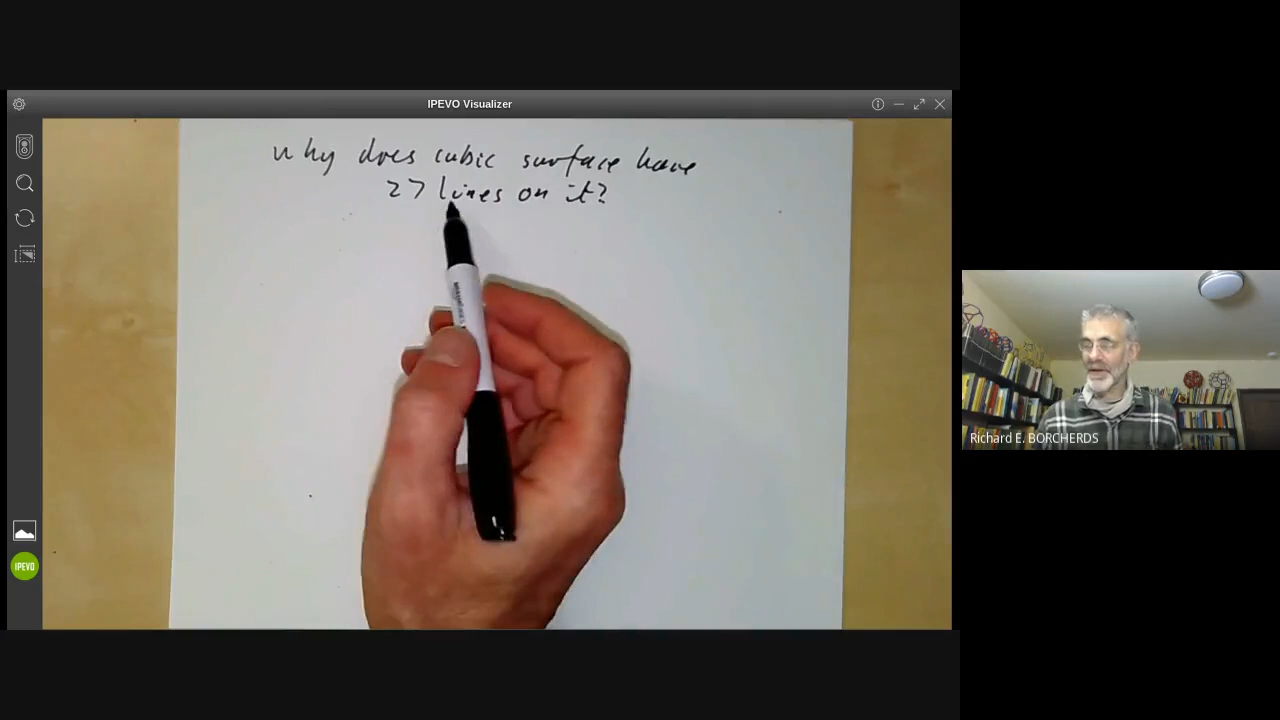 IPEVO Visualizer
why does cubic surface have
27 lines on it?
IPEVO
Richard E. BORCHERDS